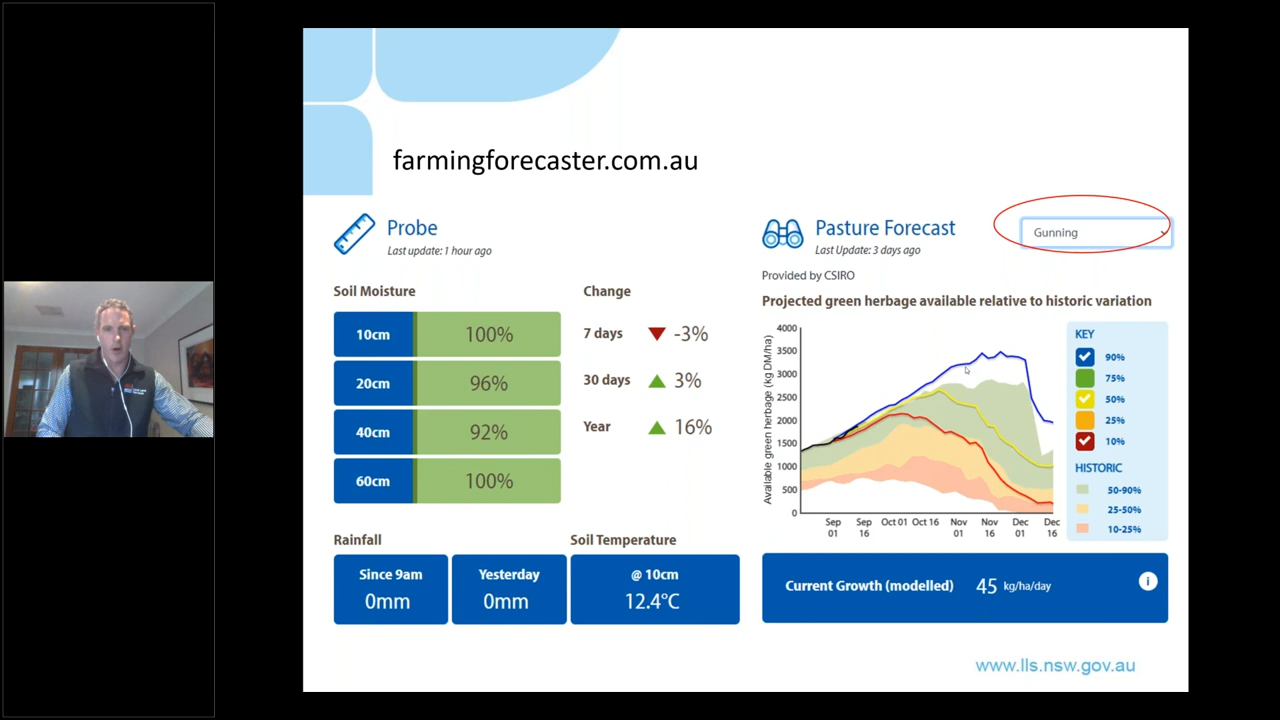 farmingforecaster.com.au
Probe
Last update: 1 hour ago
Soil Moisture
Change
10cm 100%
20cm 96%
40cm 92%
60cm 100%
7 days -3%
30 days 3%
Year 16%
Rainfall
Soil Temperature
Since 9am
0mm
Yesterday
0mm
@ 10cm
12.4°C
Pasture Forecast
Last Update: 3 days ago
Gunning
Provided by CSIRO
Projected green herbage available relative to historic variation
Available green herbage (kg DM/ha)
4000
3500
3000
2500
2000
1500
1000
500
0
Sep 01
Sep 16
Oct 01
Oct 16
Nov 01
Nov 16
Dec 01
Dec 16
KEY
90%
75%
50%
25%
10%
HISTORIC
50-90%
25-50%
10-25%
Current Growth (modelled) 45 kg/ha/day
i
www.lls.nsw.gov.au